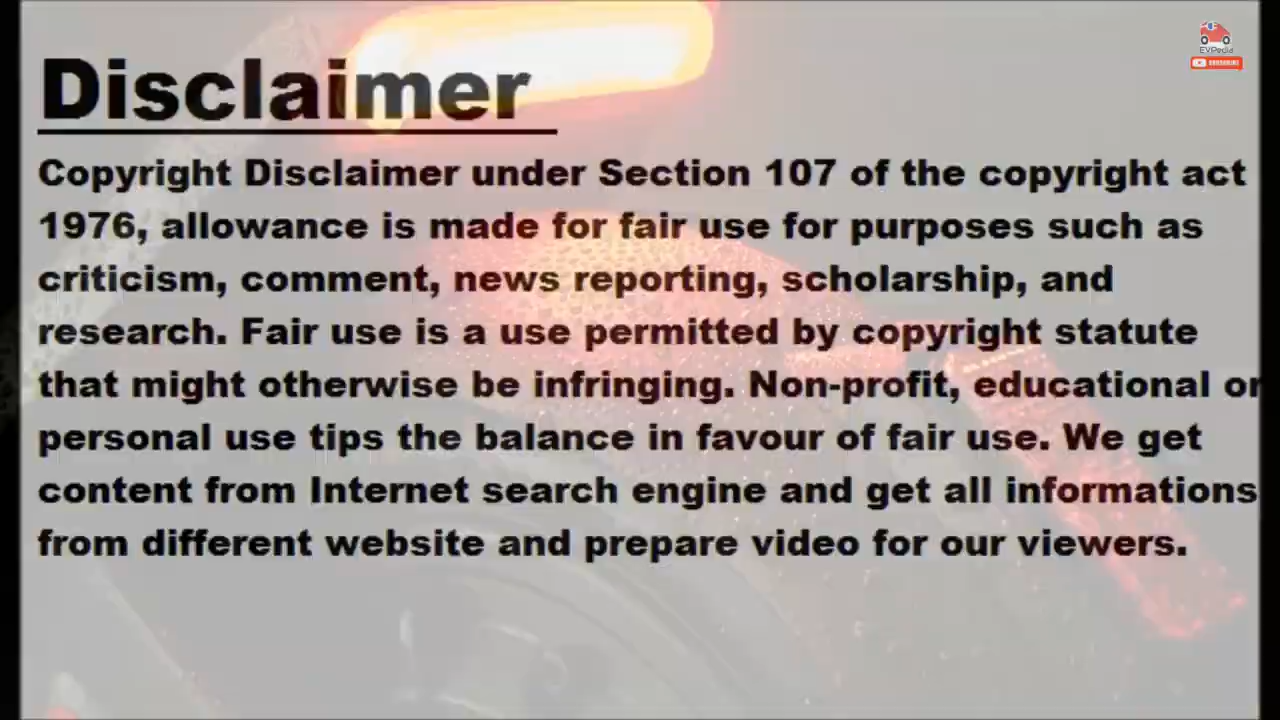 EVPedia
SUBSCRIBE
Disclaimer
Copyright Disclaimer under Section 107 of the copyright act
1976, allowance is made for fair use for purposes such as
criticism, comment, news reporting, scholarship, and
research. Fair use is a use permitted by copyright statute
that might otherwise be infringing. Non-profit, educational or
personal use tips the balance in favour of fair use. We get
content from Internet search engine and get all informations
from different website and prepare video for our viewers.